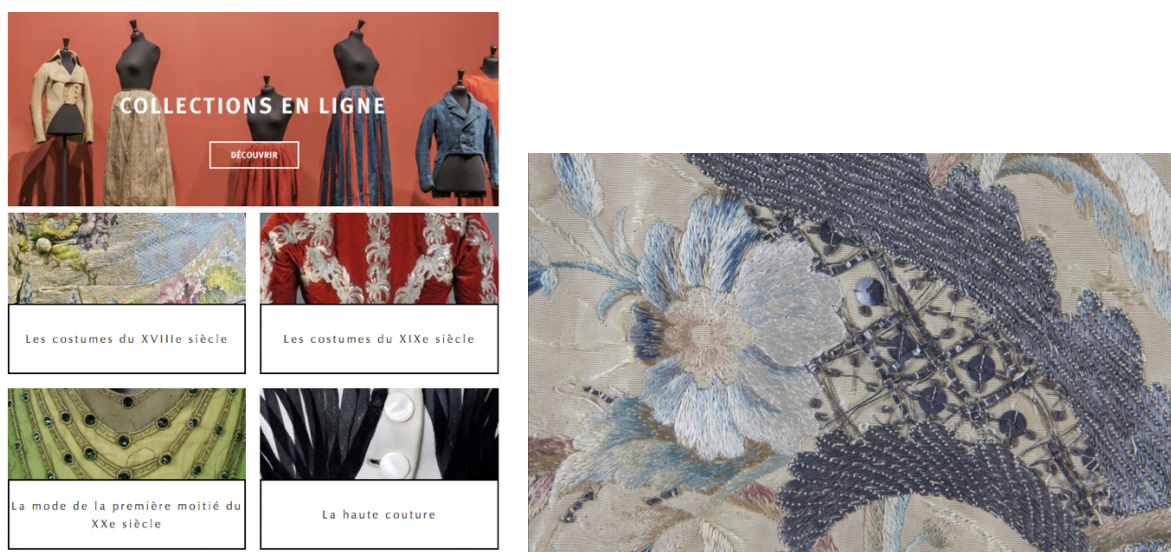 COLLECTIONS EN LIGNE
DÉCOUVRIR
Les costumes du XVIIIe siècle
Les costumes du XIXe siècle
La mode de la première moitié du
XXe siècle
La haute couture